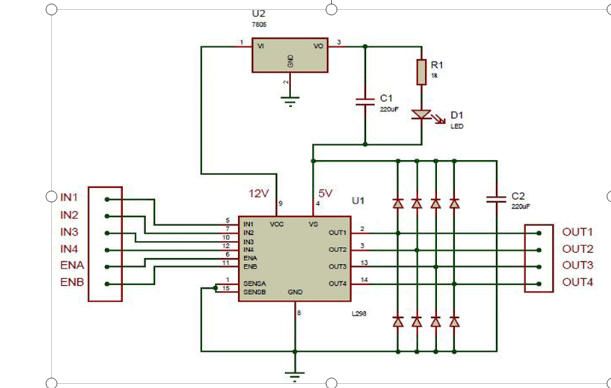 U2
7805
1
VI
VO
3
GND
2
R1
1k
C1
220uF
D1
LED
12V
5V
U1
9
4
C2
220uF
IN1
IN2
IN3
IN4
ENA
ENB
5
7
10
12
6
11
1
15
IN1
IN2
IN3
IN4
ENA
ENB
SENSA
SENSB
VCC
VS
GND
8
OUT1
OUT2
OUT3
OUT4
2
3
13
14
L298
OUT1
OUT2
OUT3
OUT4